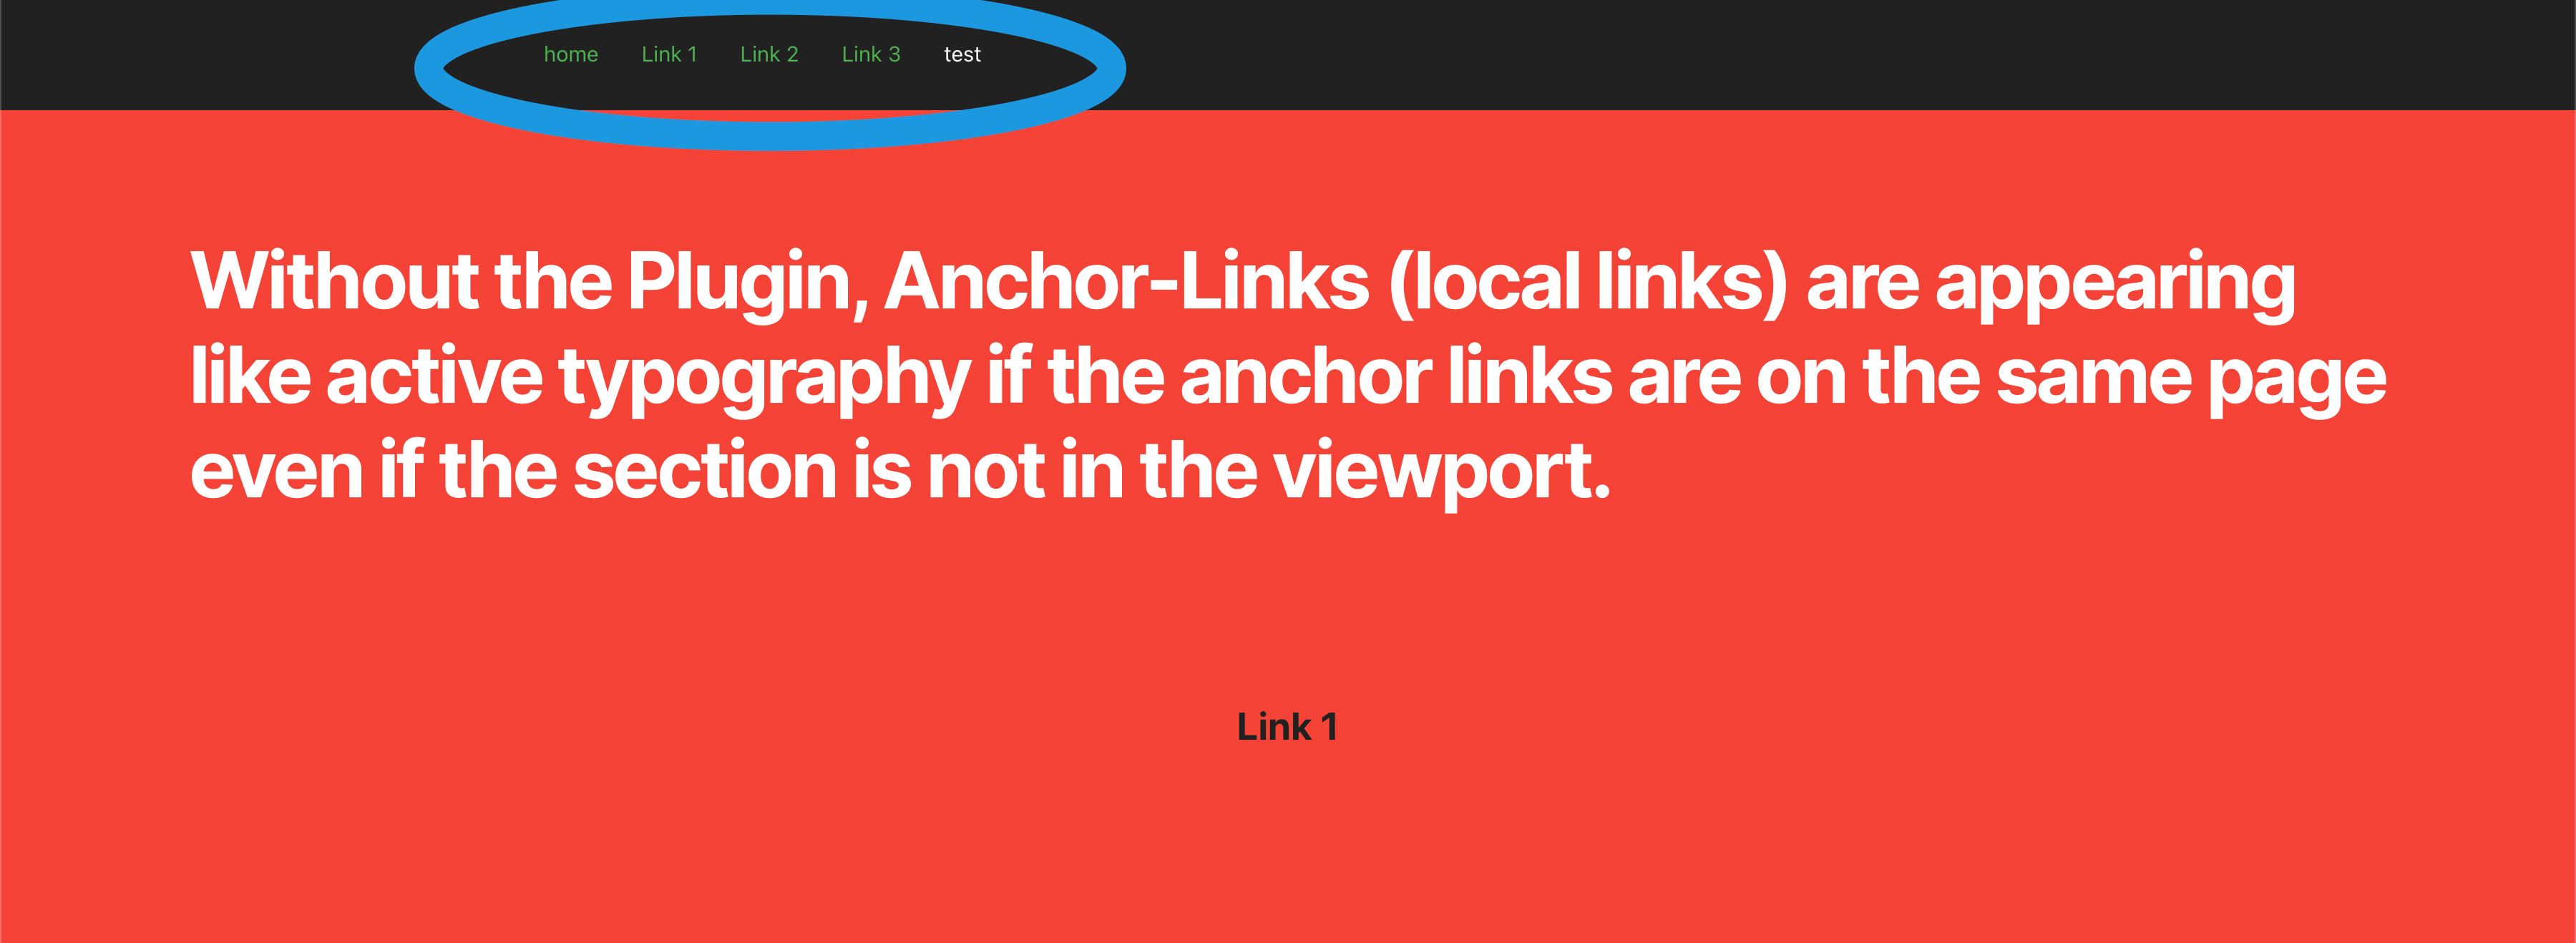 home Link 1 Link 2 Link 3 test
Without the Plugin, Anchor-Links (local links) are appearing
like active typography if the anchor links are on the same page
even if the section is not in the viewport.
Link 1